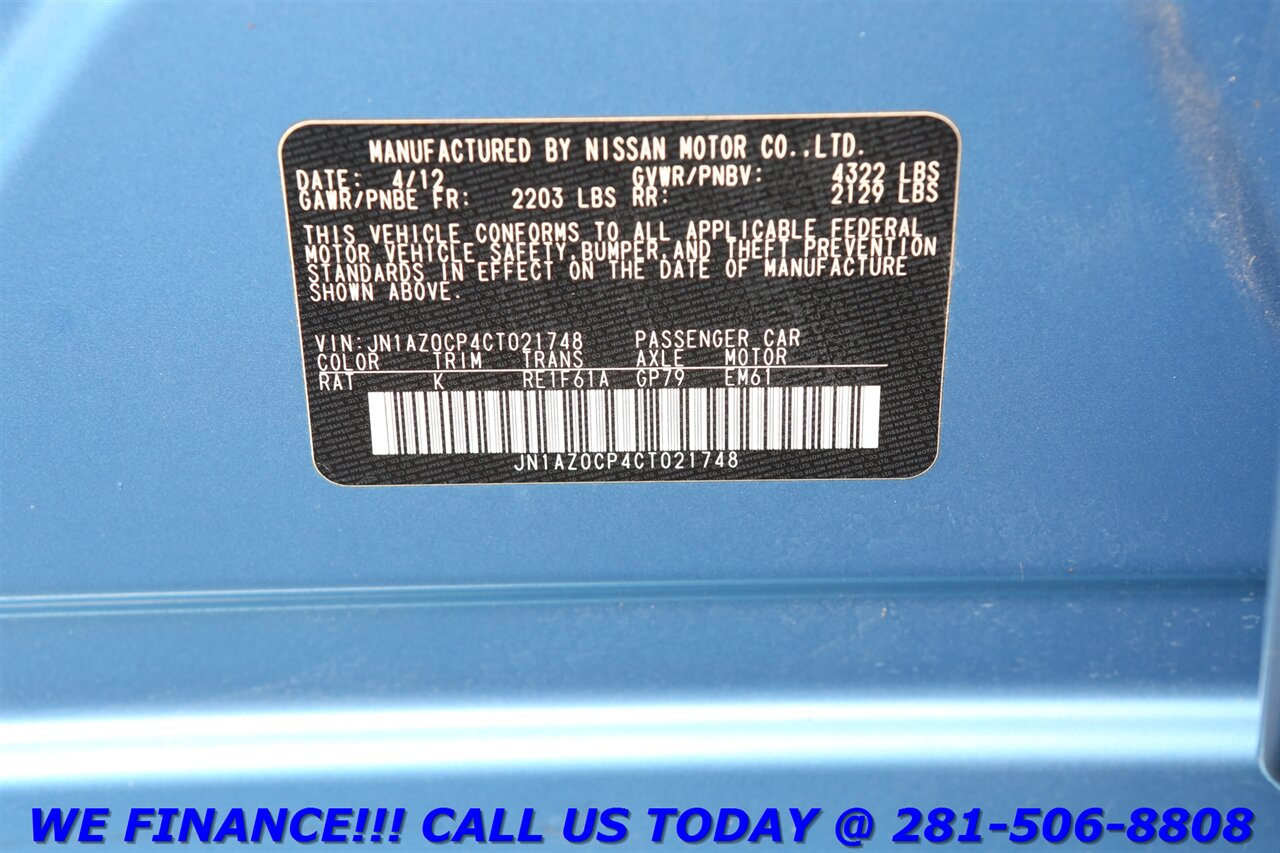 MANUFACTURED BY NISSAN MOTOR CO.,LTD.
DATE: 4/12 GVWR/PNBV: 4322 LBS
GAWR/PNBE FR: 2203 LBS RR: 2129 LBS
THIS VEHICLE CONFORMS TO ALL APPLICABLE FEDERAL
MOTOR VEHICLE SAFETY,BUMPER,AND THEFT PREVENTION
STANDARDS IN EFFECT ON THE DATE OF MANUFACTURE
SHOWN ABOVE.
VIN:JN1AZ0CP4CT021748 PASSENGER CAR
COLOR TRIM TRANS AXLE MOTOR
RAT K RE1F61A GP79 EM61
JN1AZ0CP4CT021748
WE FINANCE!!! CALL US TODAY @ 281-506-8808